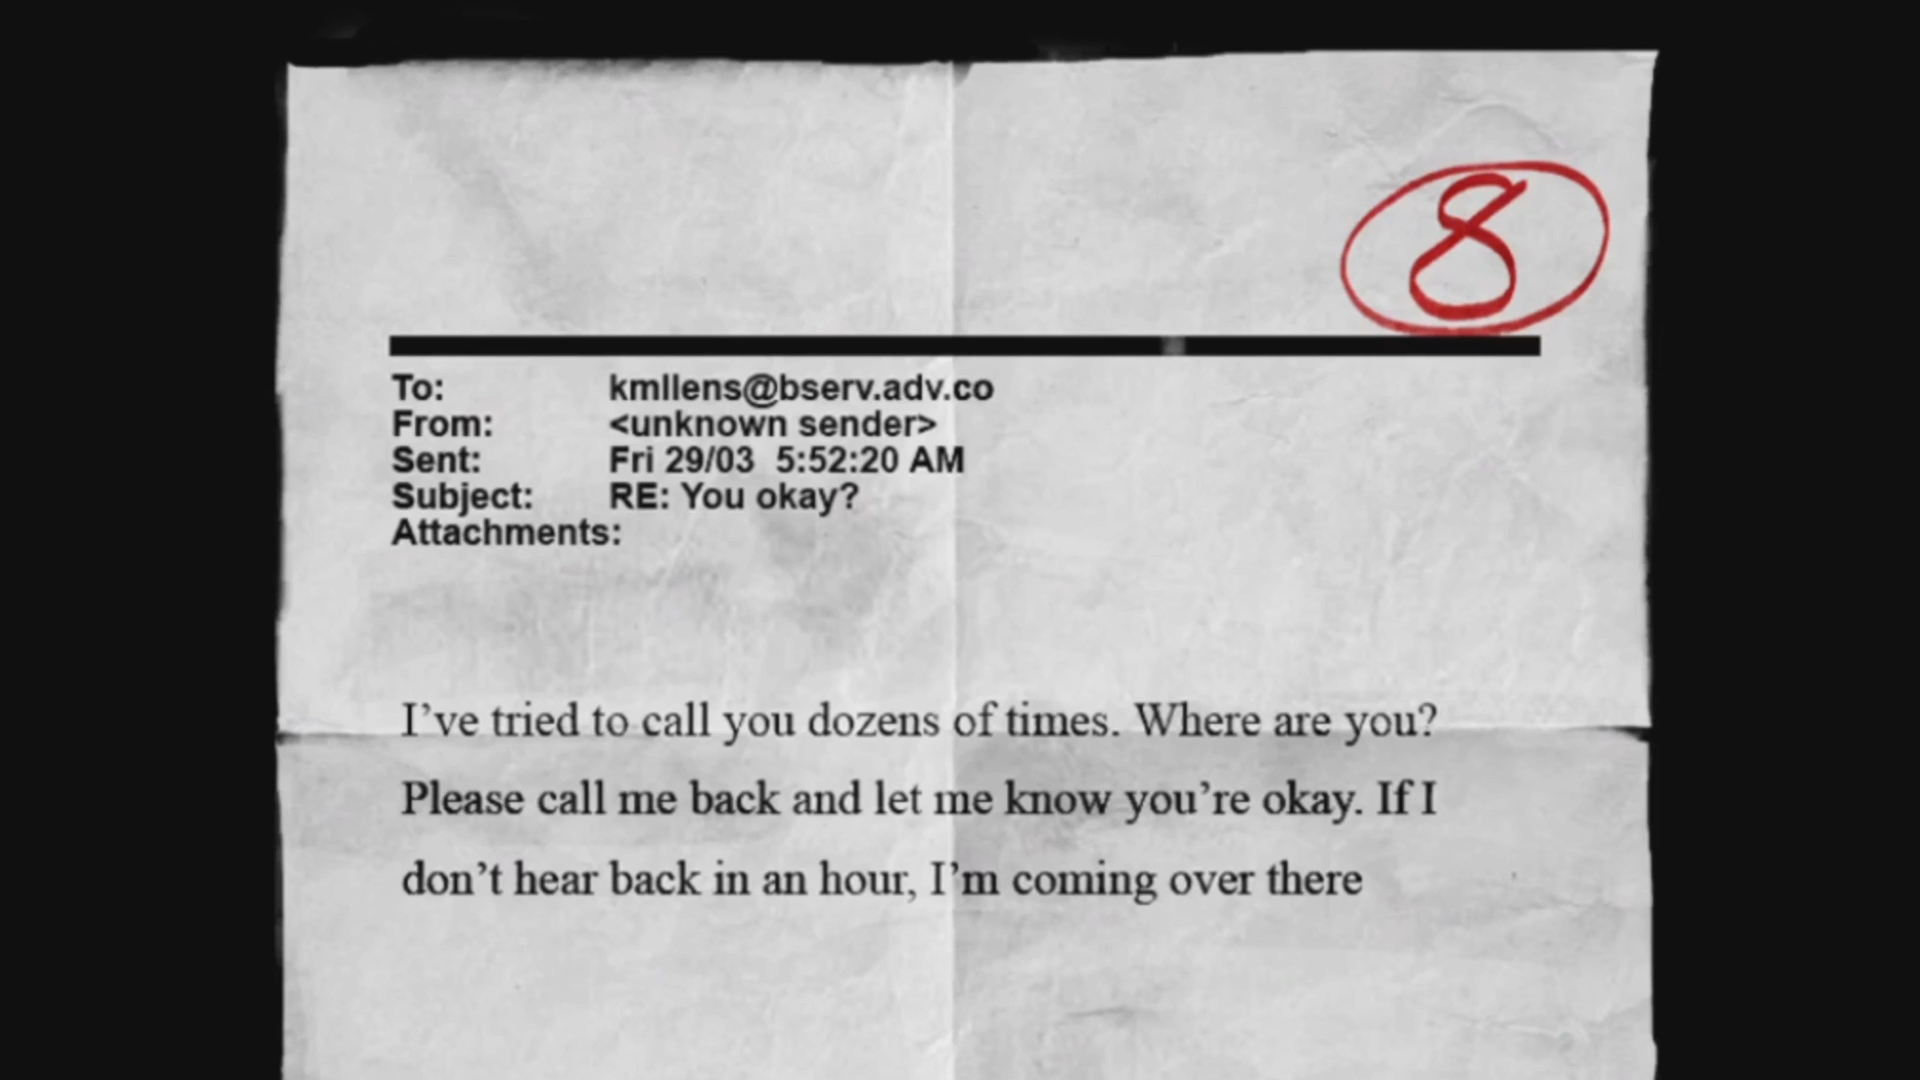 8
To: kmllens@bserv.adv.co
From: <unknown sender>
Sent: Fri 29/03 5:52:20 AM
Subject: RE: You okay?
Attachments:
I’ve tried to call you dozens of times. Where are you?
Please call me back and let me know you’re okay. If I
don’t hear back in an hour, I’m coming over there